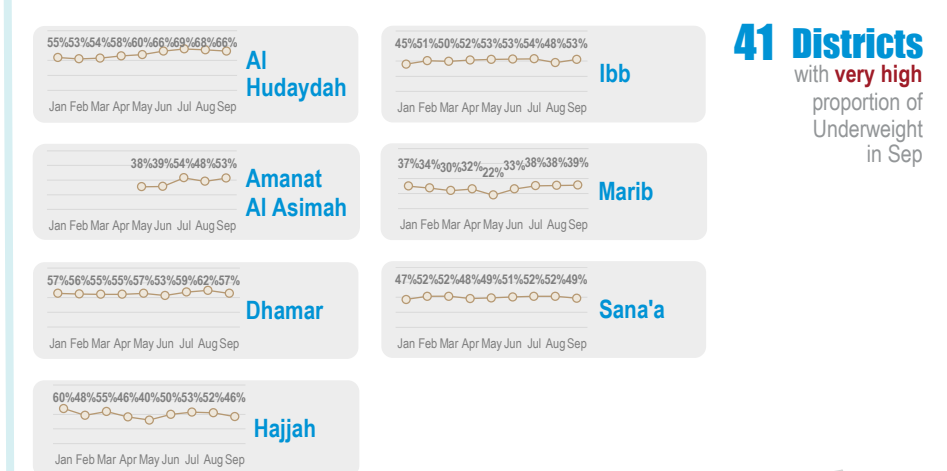 55%53%54%58%60%66%69%68%66%
Al
Hudaydah
Jan Feb Mar Apr May Jun Jul Aug Sep
45%51%50%52%53%53%54%48%53%
Ibb
Jan Feb Mar Apr May Jun Jul Aug Sep
41 Districts
with very high
proportion of
Underweight
in Sep
38%39%54%48%53%
Amanat
Al Asimah
Jan Feb Mar Apr May Jun Jul Aug Sep
37%34%30%32%22%33%38%38%39%
Marib
Jan Feb Mar Apr May Jun Jul Aug Sep
57%56%55%55%57%53%59%62%57%
Dhamar
Jan Feb Mar Apr May Jun Jul Aug Sep
47%52%52%48%49%51%52%52%49%
Sana'a
Jan Feb Mar Apr May Jun Jul Aug Sep
60%48%55%46%40%50%53%52%46%
Hajjah
Jan Feb Mar Apr May Jun Jul Aug Sep